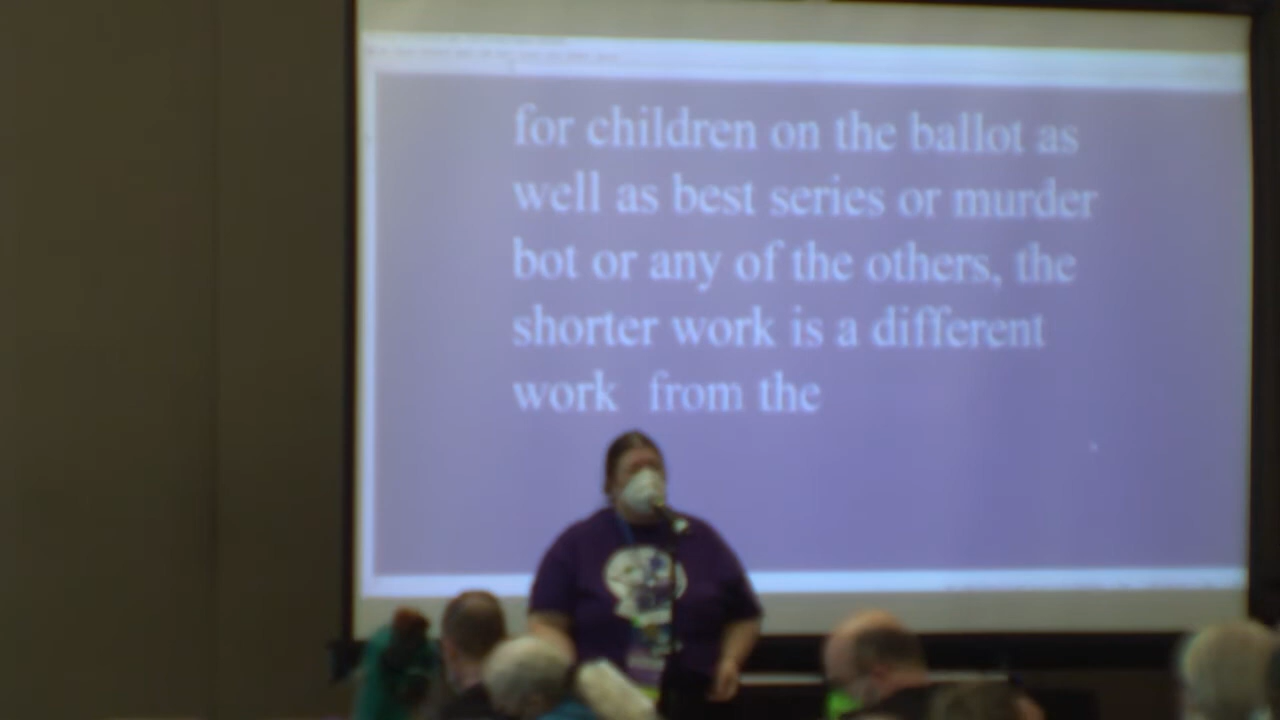 for children on the ballot as
well as best series or murder
bot or any of the others, the
shorter work is a different
work  from the